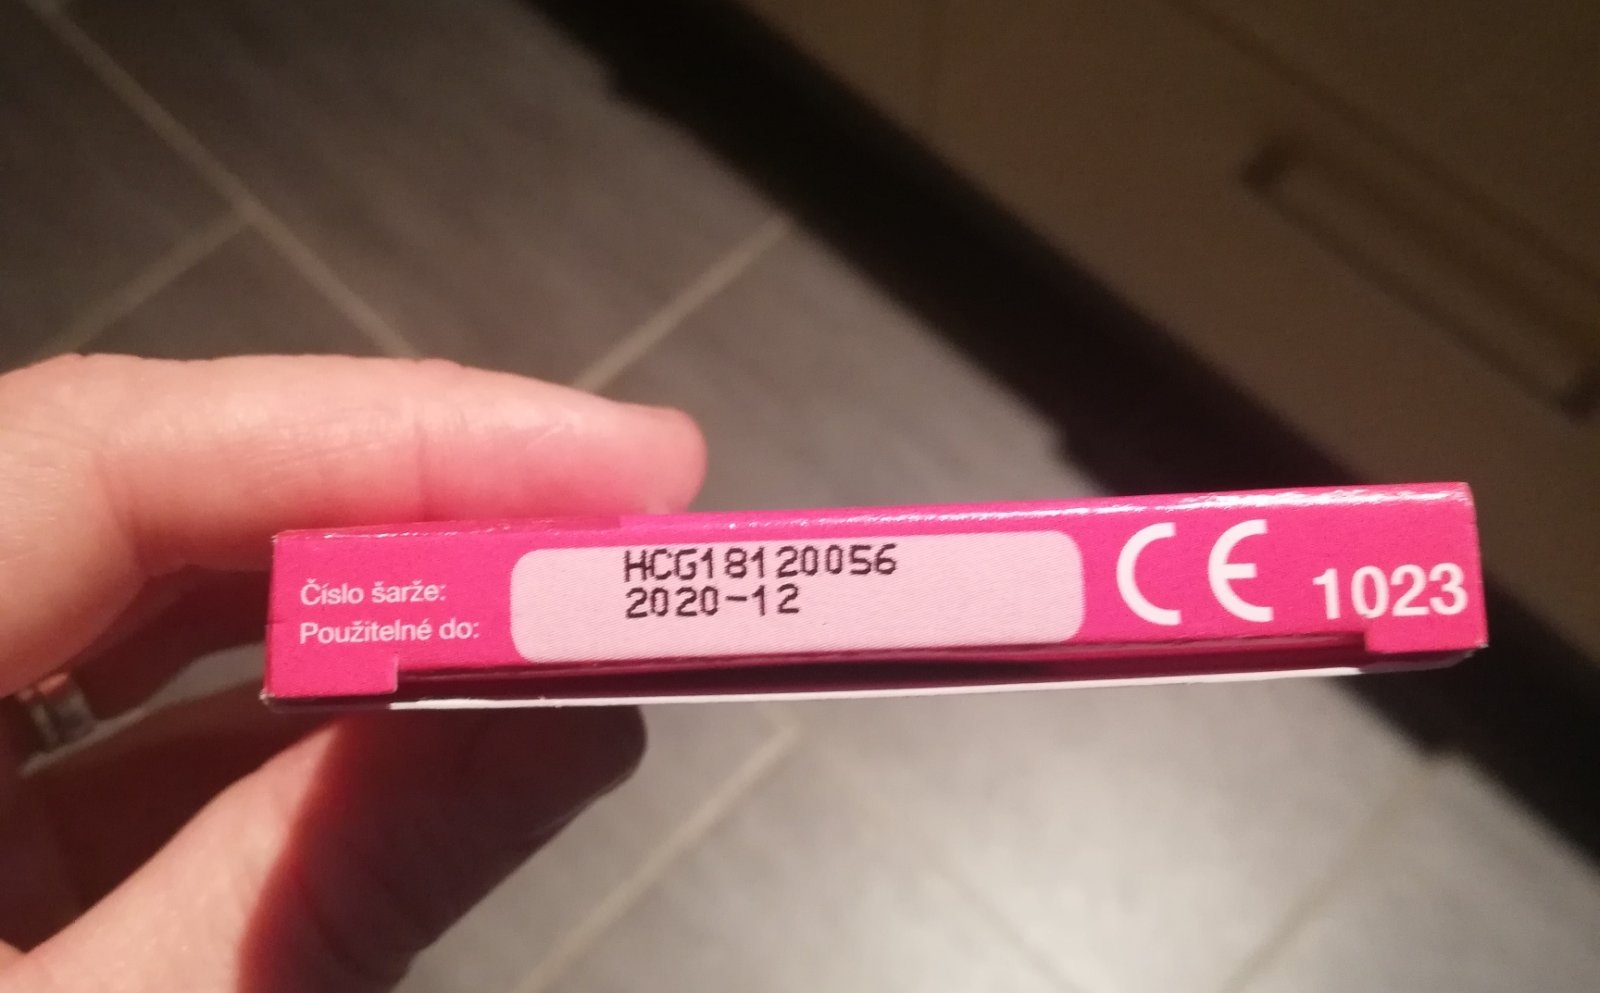 Číslo šarže: HCG18120056
Použitelné do: 2020-12
CE 1023